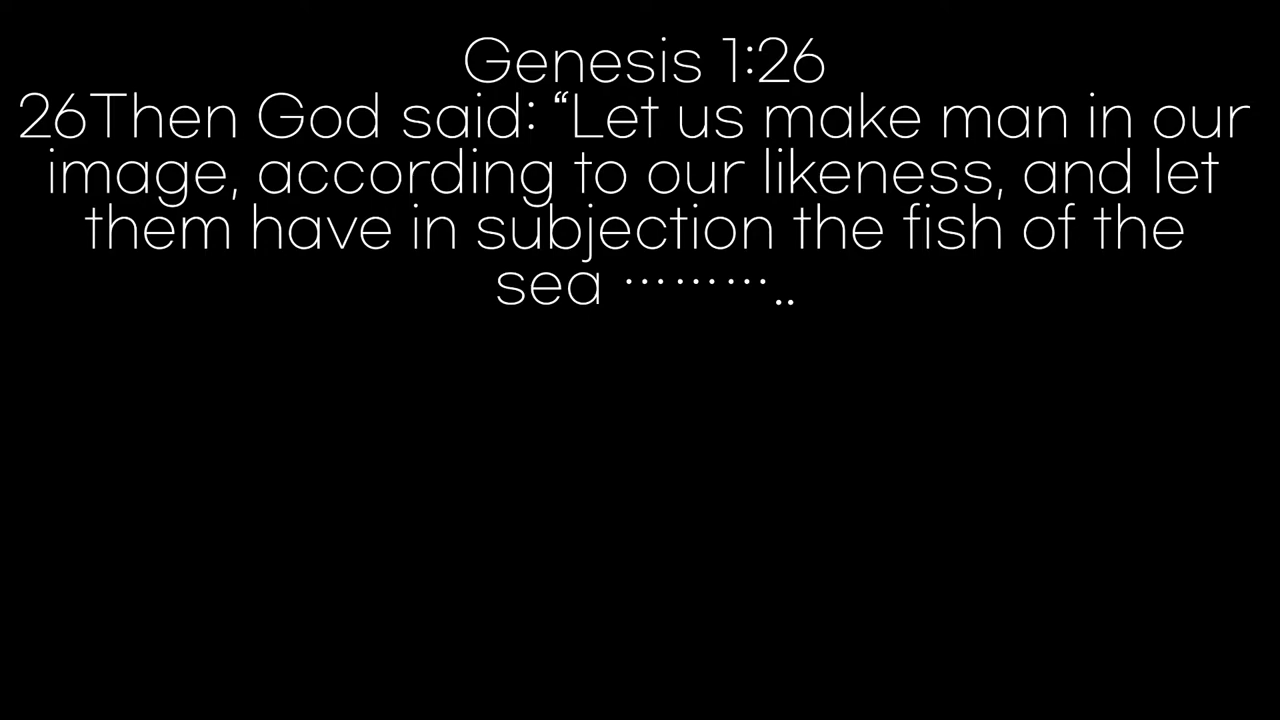 Genesis 1:26
26Then God said: “Let us make man in our
image, according to our likeness, and let
them have in subjection the fish of the
sea ………..